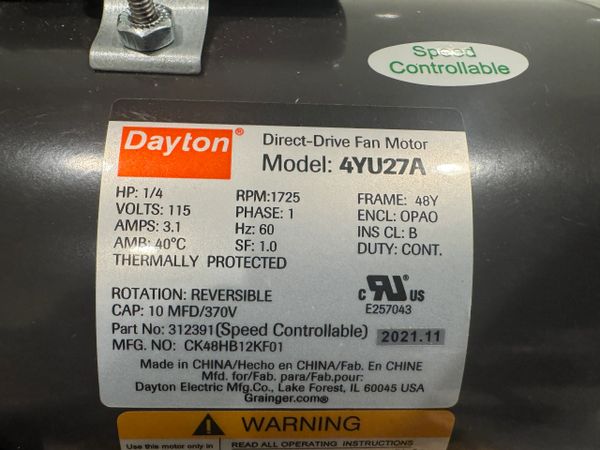 Speed
Controllable
Dayton®
Direct-Drive Fan Motor
Model: 4YU27A
HP: 1/4
RPM:1725
FRAME: 48Y
VOLTS: 115
PHASE: 1
ENCL: OPAO
AMPS: 3.1
Hz: 60
INS CL: B
AMB: 40°C
SF: 1.0
DUTY: CONT.
THERMALLY PROTECTED
ROTATION: REVERSIBLE
CAP: 10 MFD/370V
c RU® US
E257043
Part No: 312391(Speed Controllable)
2021.11
MFG. NO: CK48HB12KF01
Made in CHINA/Hecho en CHINA/Fab. En CHINE
Mfd. for/Fab. para/Fab.pour:
Dayton Electric Mfg.Co., Lake Forest, IL 60045 USA
Grainger.com®
WARNING
Use this motor only in
READ ALL OPERATING INSTRUCTIONS